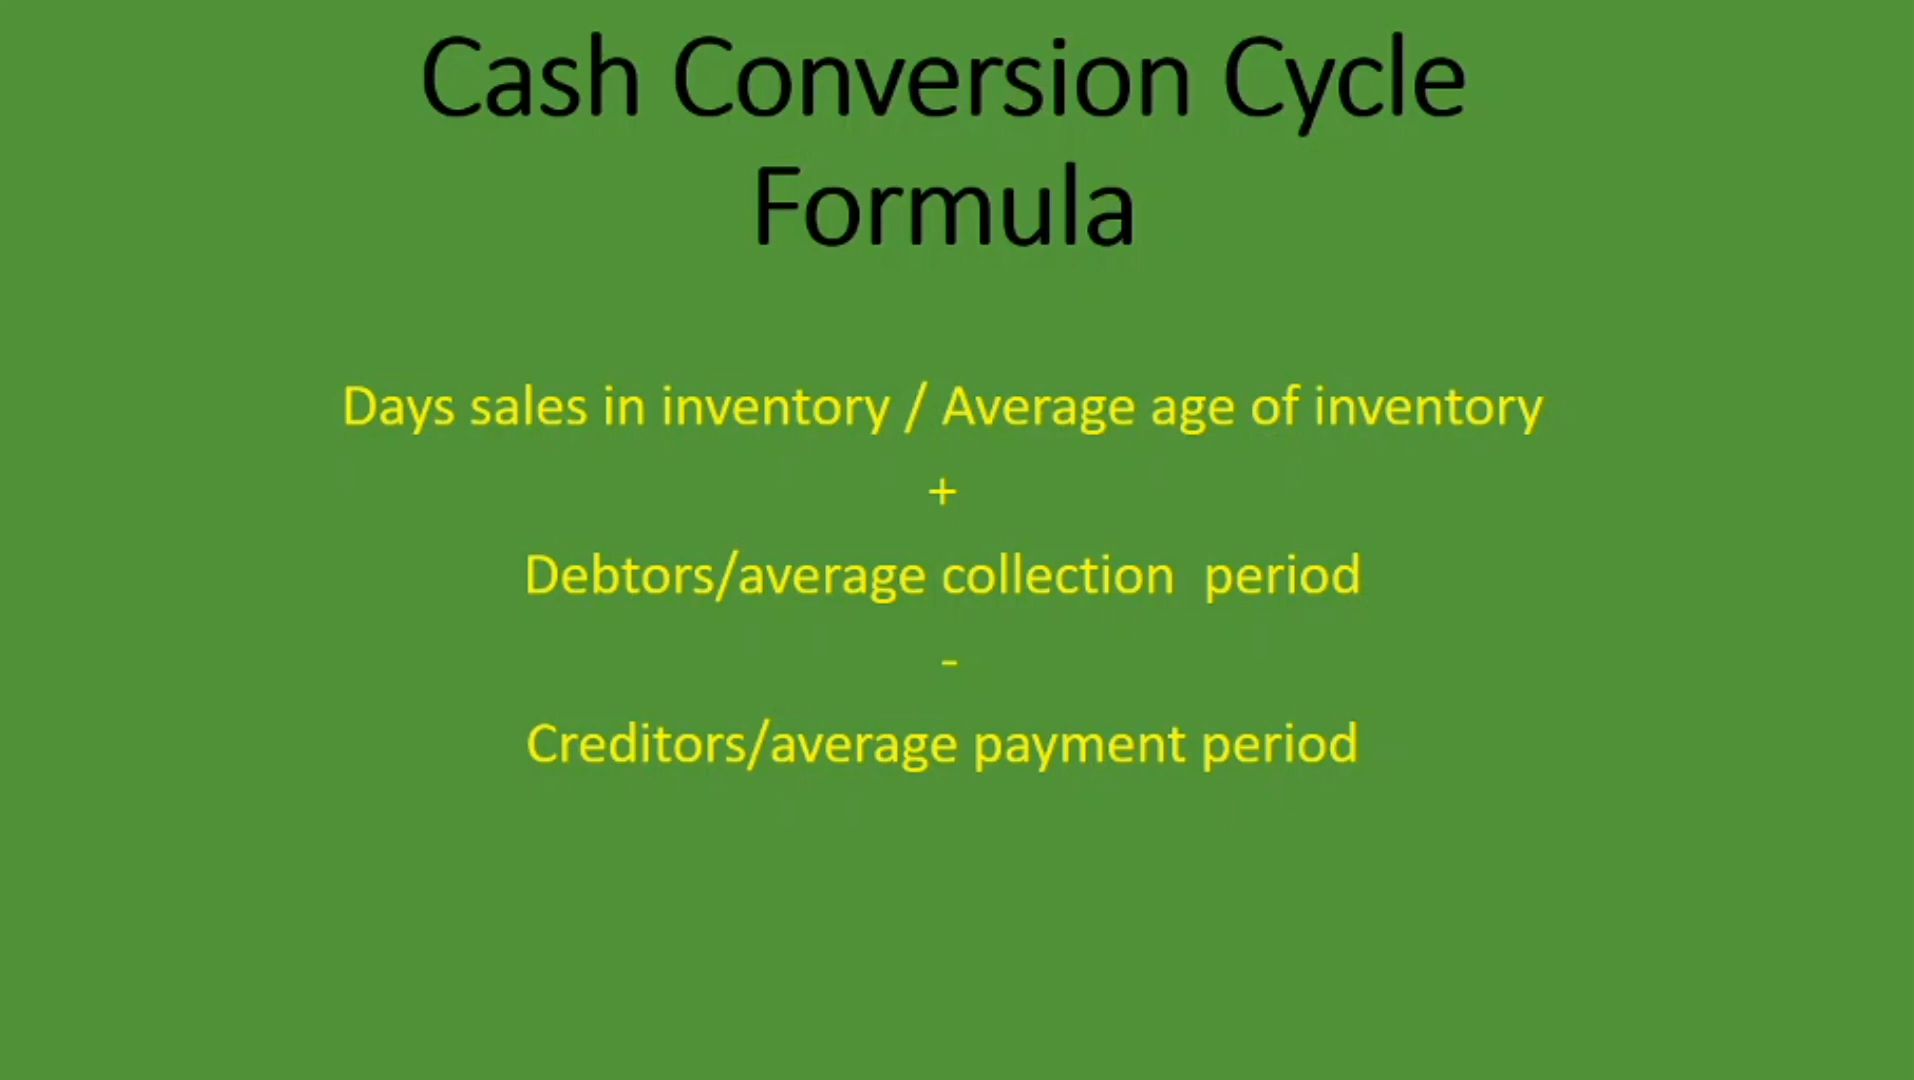 Cash Conversion Cycle
Formula
Days sales in inventory / Average age of inventory
+
Debtors/average collection  period
-
Creditors/average payment period